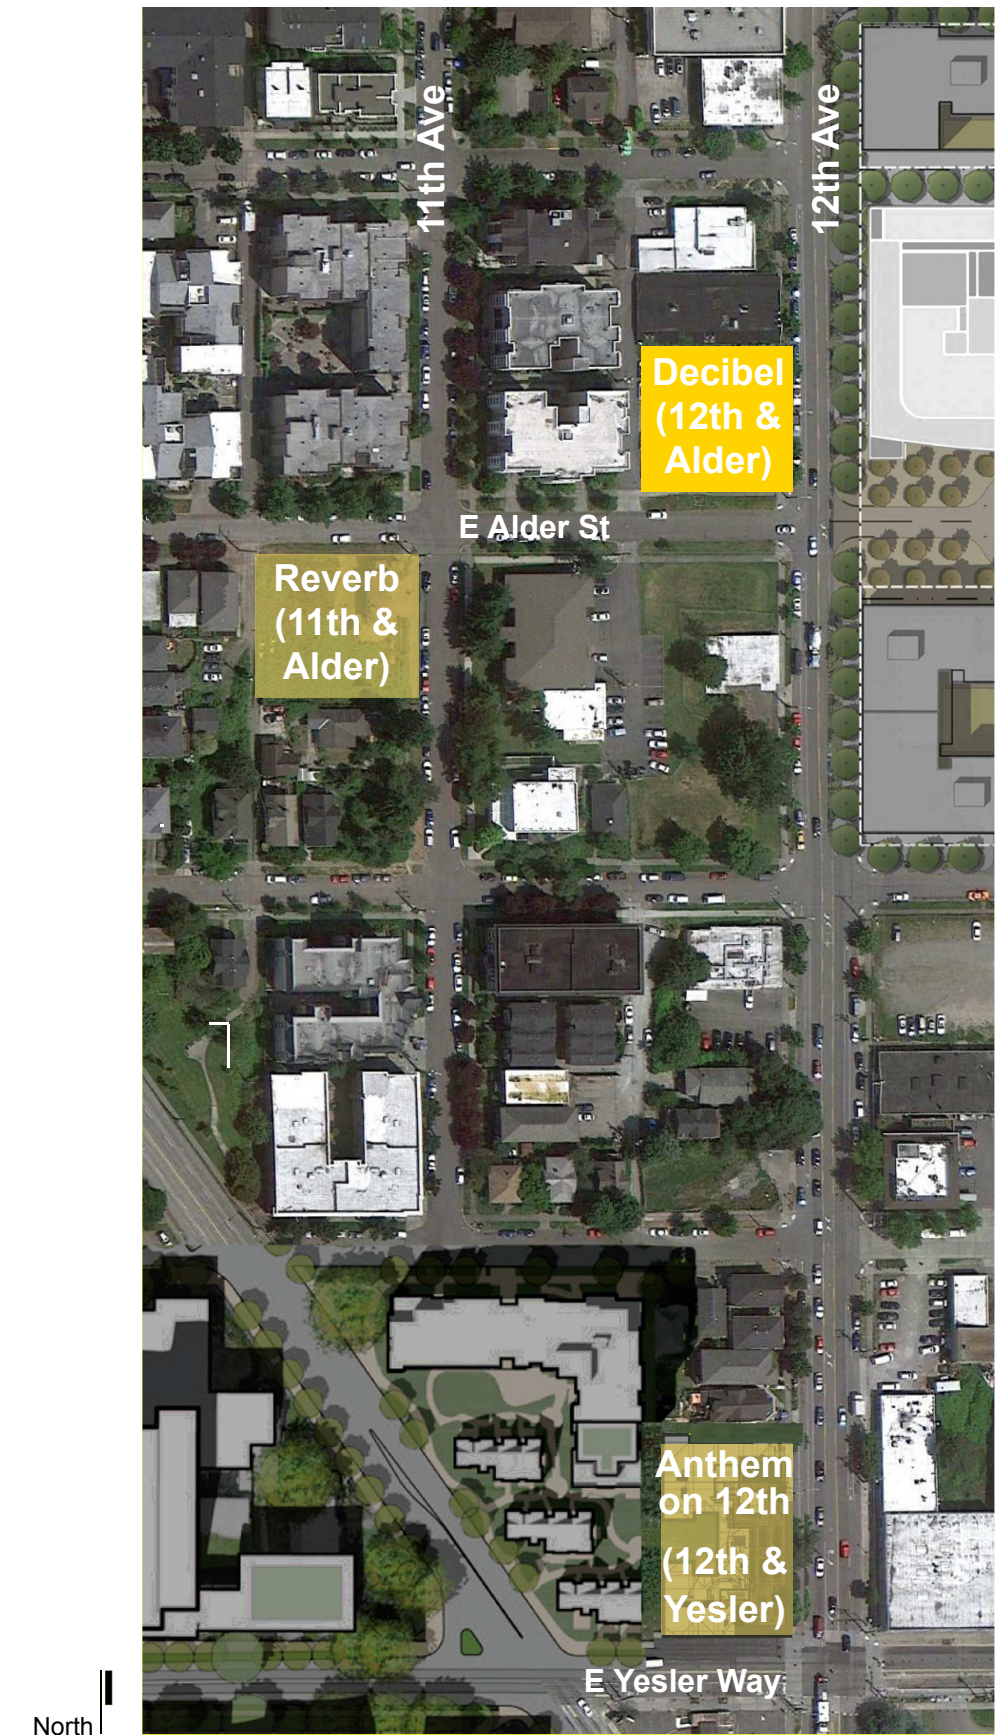 11th Ave
12th Ave
Decibel
(12th &
Alder)
E Alder St
Reverb
(11th &
Alder)
Anthem
on 12th
(12th &
Yesler)
E Yesler Way
North